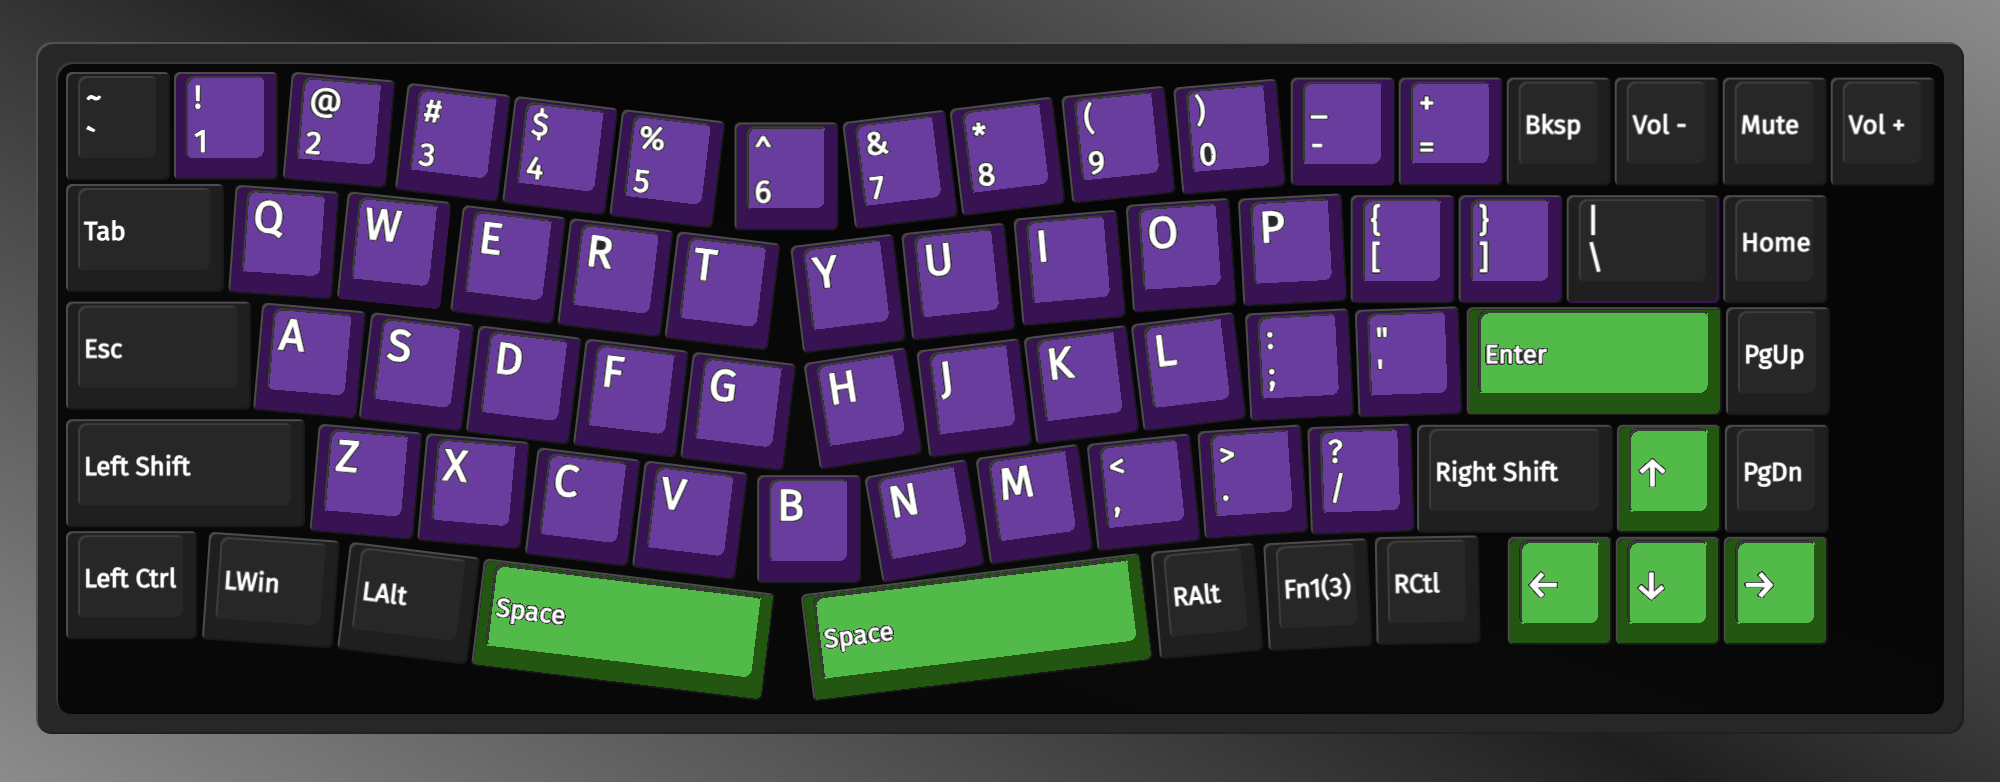 ~ ! @ # $ % ^ & * ( ) _ +
` 1 2 3 4 5 6 7 8 9 0 - = Bksp Vol - Mute Vol +
Tab Q W E R T Y U I O P { } | Home
[ ] \
Esc A S D F G H J K L : " Enter PgUp
; '
Left Shift Z X C V B N M < > ? Right Shift ↑ PgDn
, . /
Left Ctrl LWin LAlt Space Space RAlt Fn1(3) RCtl ← ↓ →